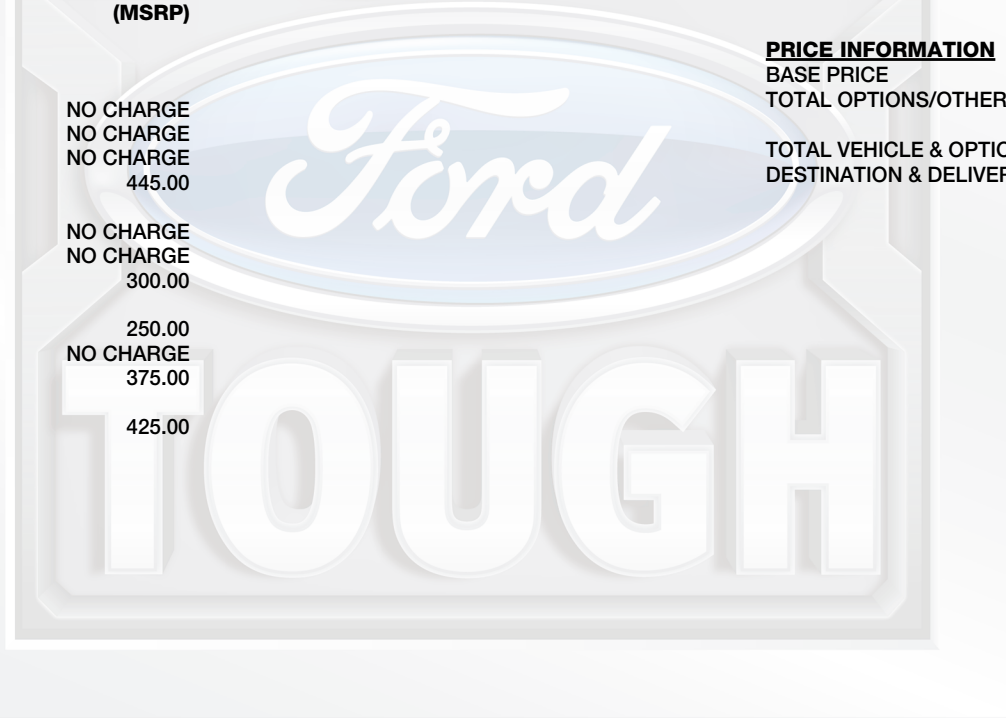 (MSRP)
NO CHARGE
NO CHARGE
NO CHARGE
445.00
NO CHARGE
NO CHARGE
300.00
250.00
NO CHARGE
375.00
425.00
PRICE INFORMATION
BASE PRICE
TOTAL OPTIONS/OTHER
TOTAL VEHICLE & OPTIO
DESTINATION & DELIVER
Ford
TOUGH